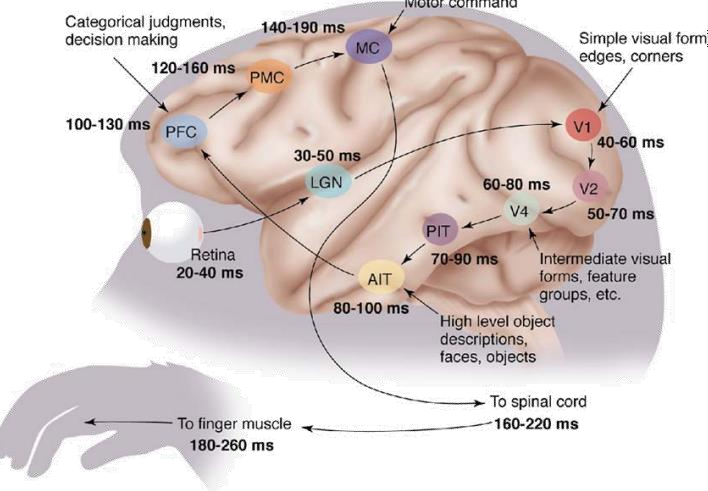 Motor command
Categorical judgments,
decision making
140-190 ms
MC
Simple visual form
edges, corners
120-160 ms
PMC
100-130 ms
PFC
V1
40-60 ms
30-50 ms
LGN
60-80 ms
V2
V4
50-70 ms
PIT
Retina
20-40 ms
70-90 ms
Intermediate visual
forms, feature
groups, etc.
AIT
80-100 ms
High level object
descriptions,
faces, objects
To spinal cord
160-220 ms
To finger muscle
180-260 ms